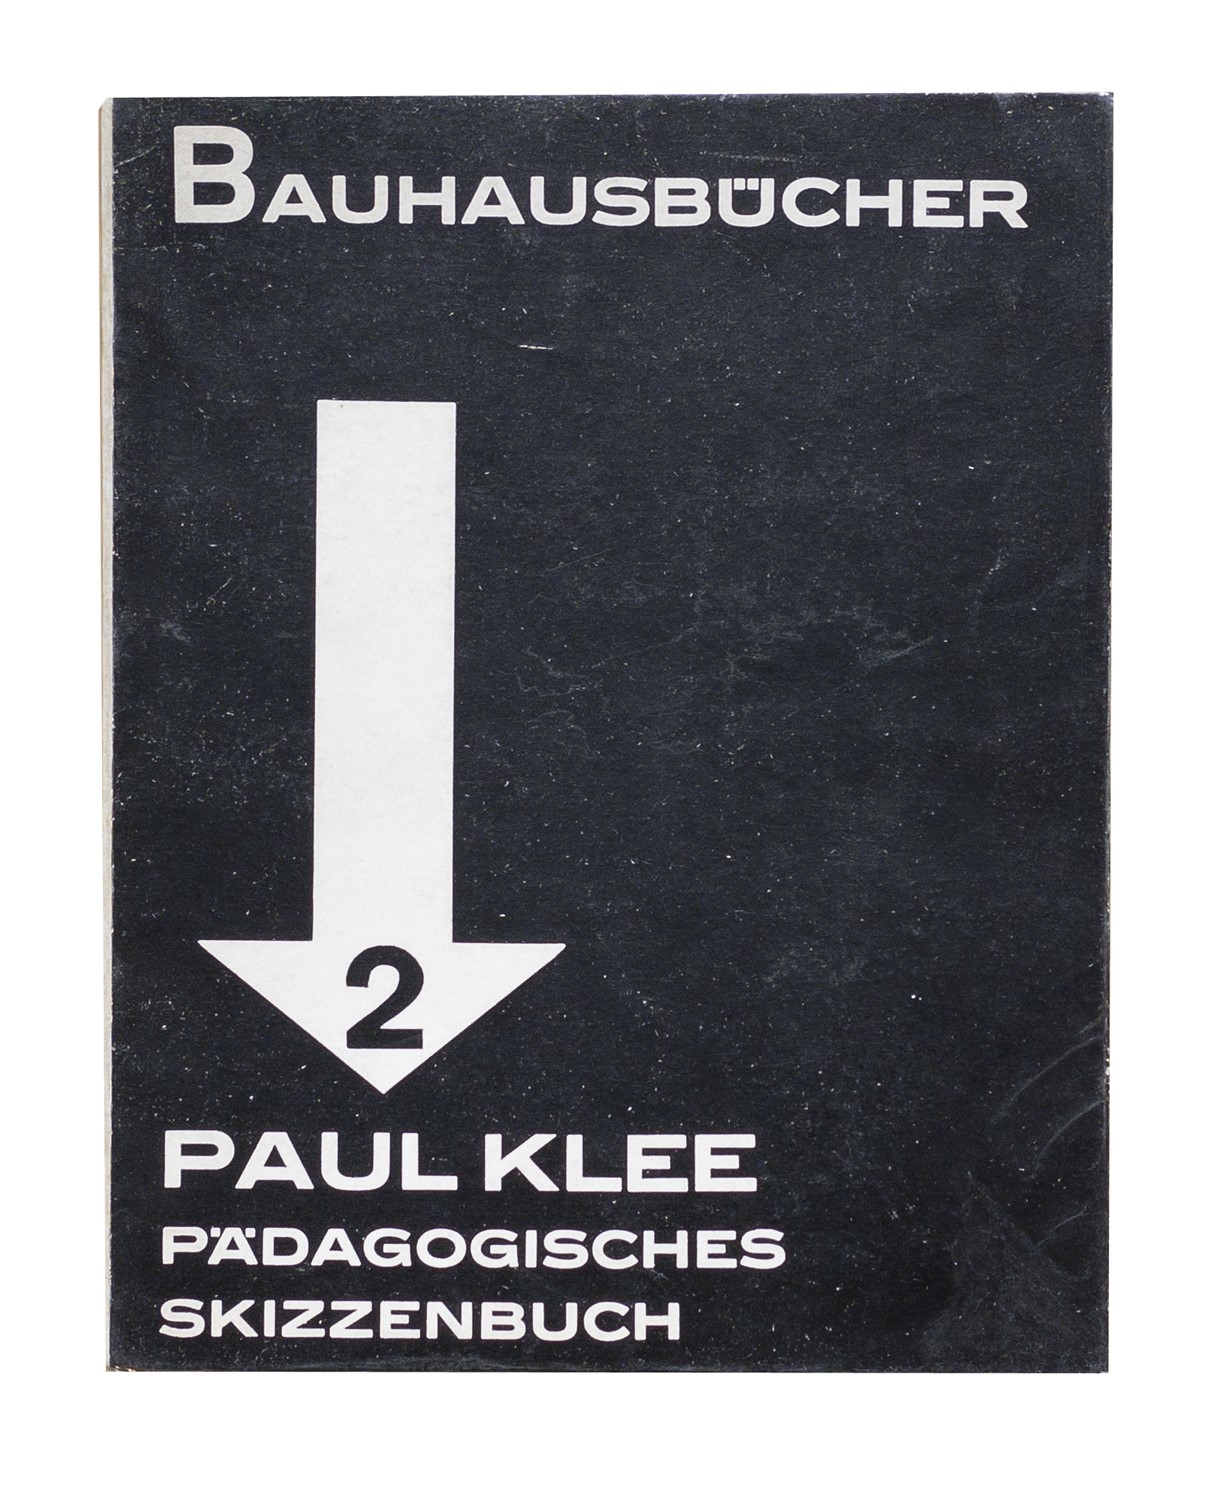 BAUHAUSBÜCHER
2
PAUL KLEE
PÄDAGOGISCHES
SKIZZENBUCH